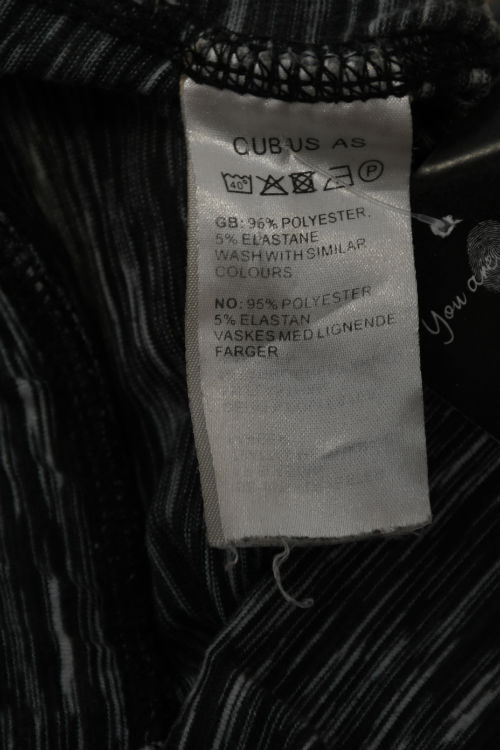 CUBUS AS
40°
P
GB: 96% POLYESTER.
5% ELASTANE
WASH WITH SIMILAR
COLOURS
NO: 95% POLYESTER
5% ELASTAN
VASKES MED LIGNENDE
FARGER
You are